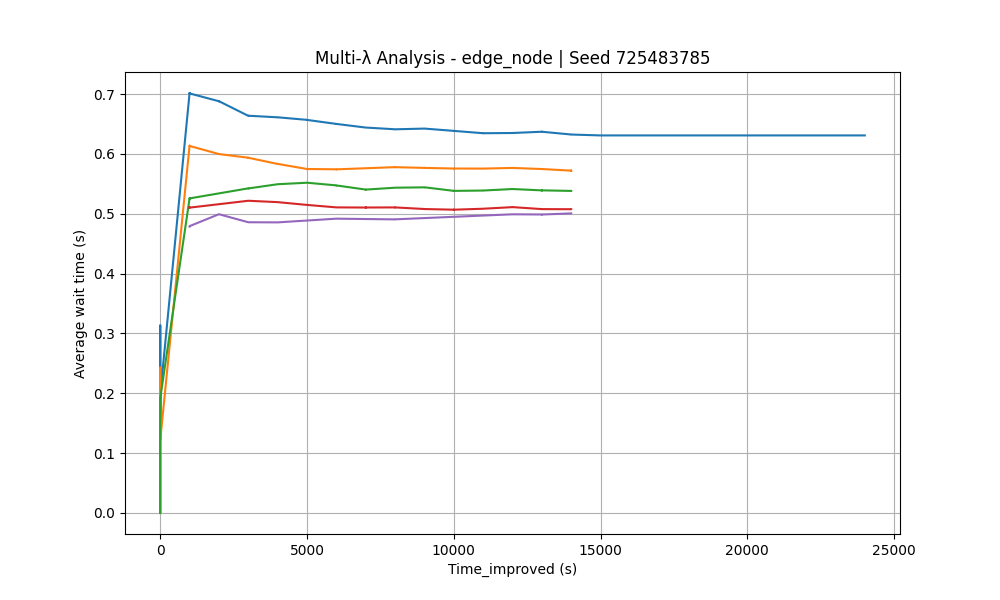 Multi-λ Analysis - edge_node | Seed 725483785
Average wait time (s)
0.7
0.6
0.5
0.4
0.3
0.2
0.1
0.0
0 5000 10000 15000 20000 25000
Time_improved (s)